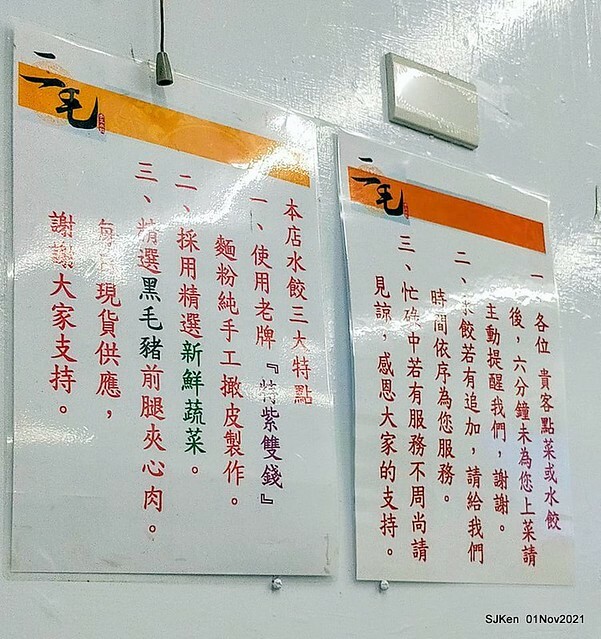 二毛
本店水餃三大特點
一、使用老牌『特紫雙錢』
麵粉純手工撖皮製作。
二、採用精選新鮮蔬菜。
三、精選黑毛豬前腿夾心肉。
每日現貨供應，
謝謝大家支持。
二毛
一、各位 貴客點菜或水餃
後，六分鐘未為您上菜請
主動提醒我們，謝謝。
二、水餃若有追加，請給我們
時間依序為您服務。
三、忙碌中若有服務不周尚請
見諒，感恩大家的支持。
SJKen 01Nov2021